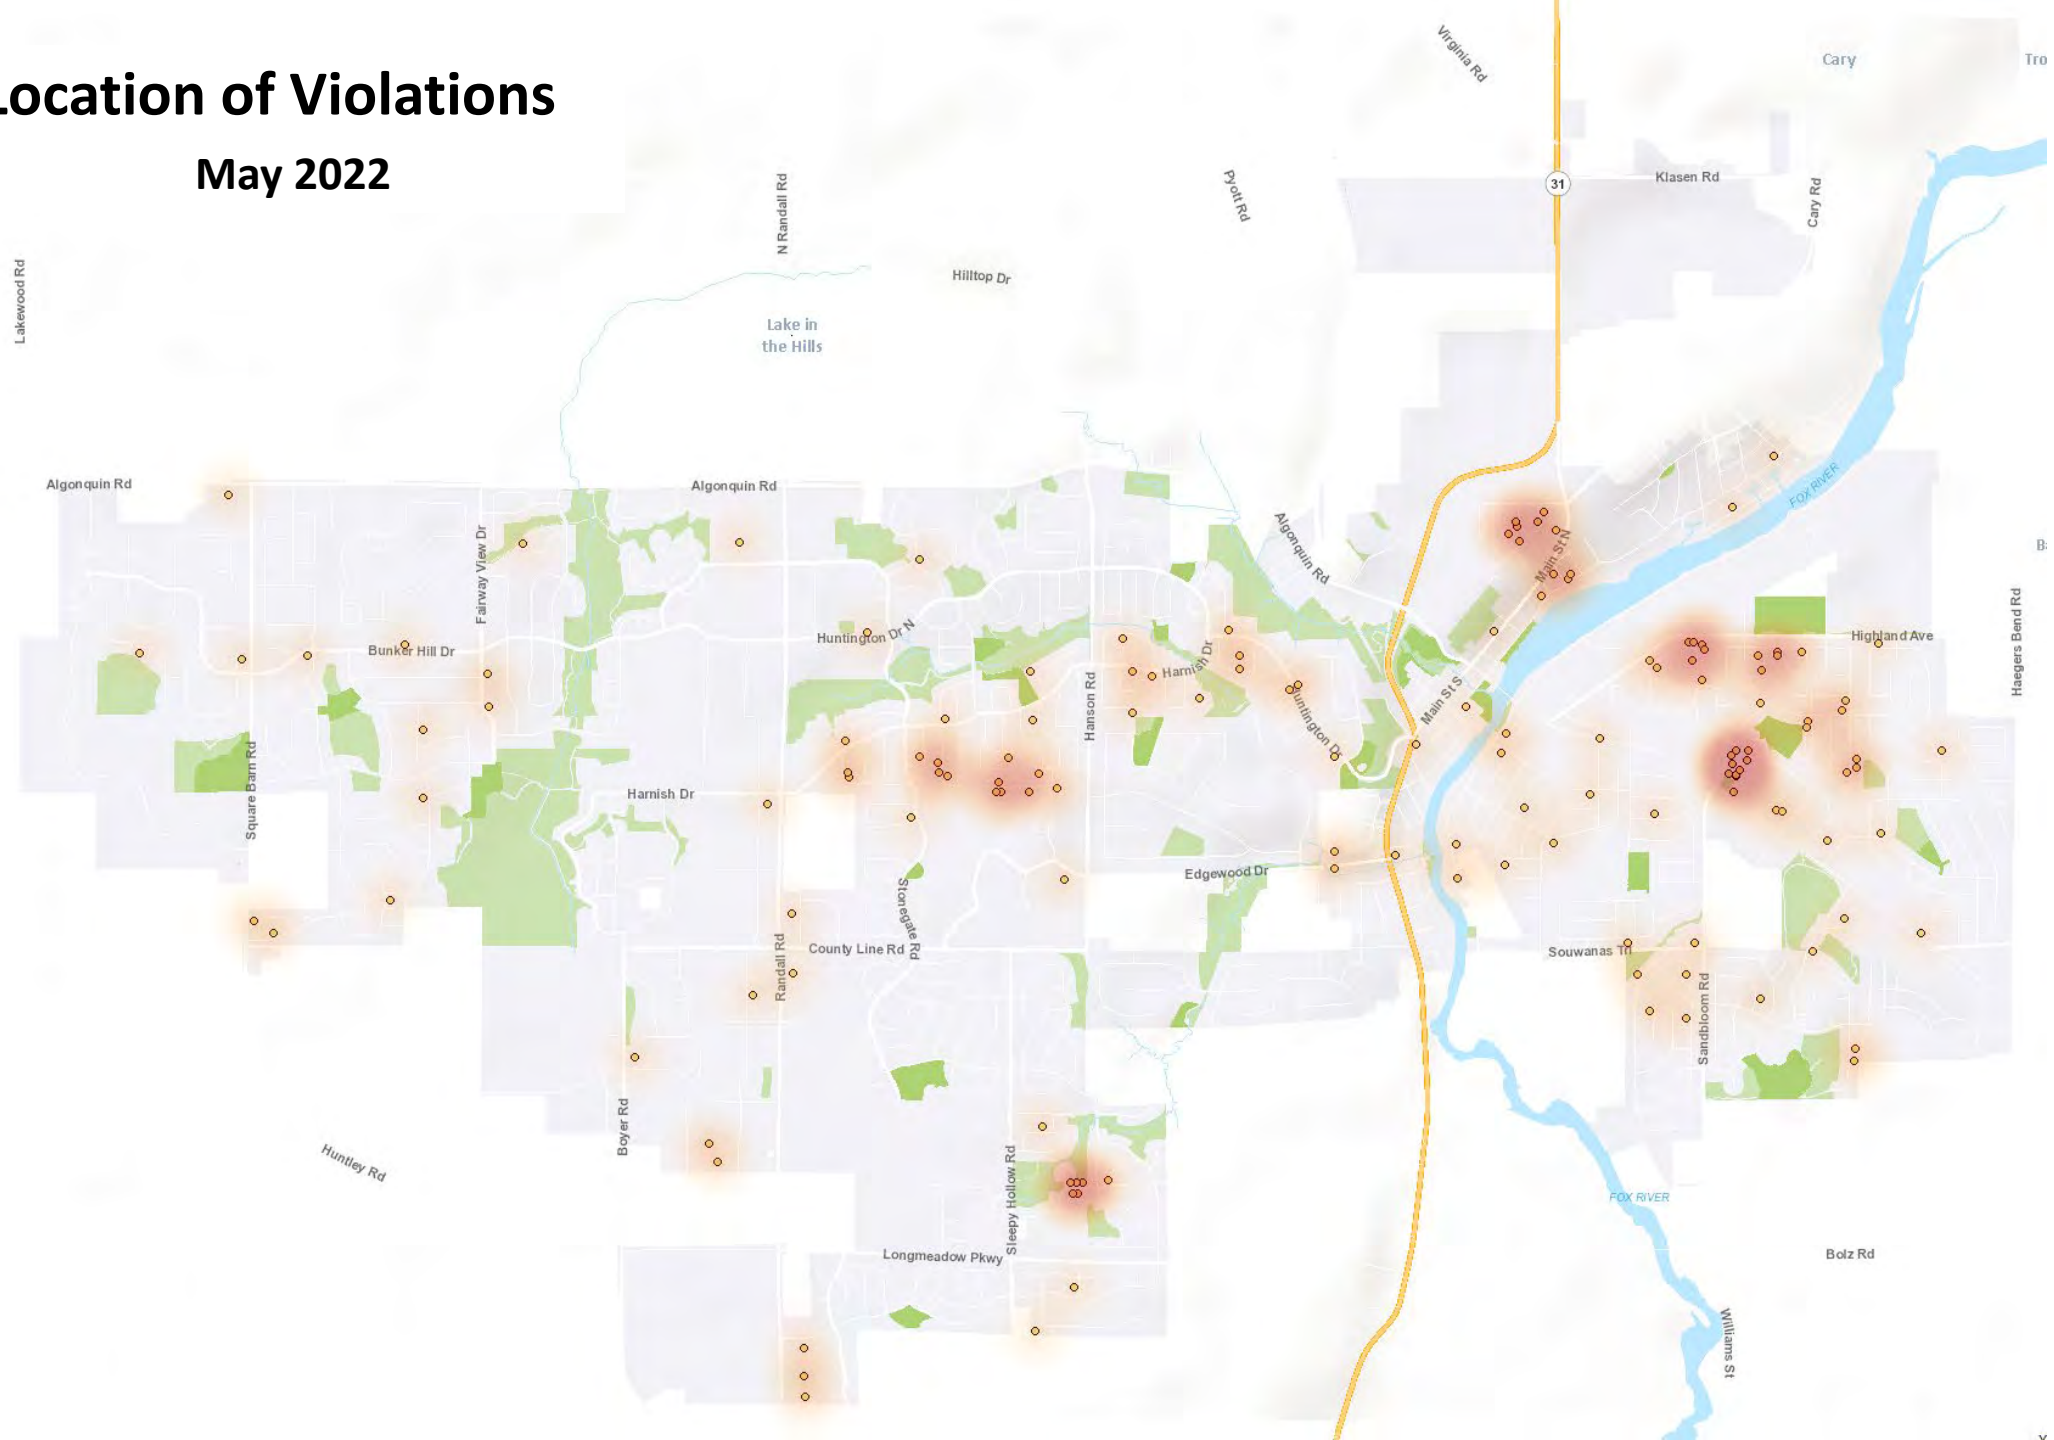 Location of Violations
May 2022
Virginia Rd
Cary
31
Klasen Rd
Cary Rd
N Randall Rd
Pyott Rd
Lakewood Rd
Hilltop Dr
Lake in
the Hills
Algonquin Rd
Algonquin Rd
Algonquin Rd
FOX RIVER
Fairway View Dr
Main St N
Haegers Bend Rd
Bunker Hill Dr
Huntington Dr N
Harnish Dr
Highland Ave
Hanson Rd
Main St S
Huntington Dr
Square Barn Rd
Harnish Dr
Edgewood Dr
Stonegate Rd
County Line Rd
Randall Rd
Souwanas Trl
Sandbloom Rd
Boyer Rd
Huntley Rd
Sleepy Hollow Rd
FOX RIVER
Longmeadow Pkwy
Bolz Rd
Williams St